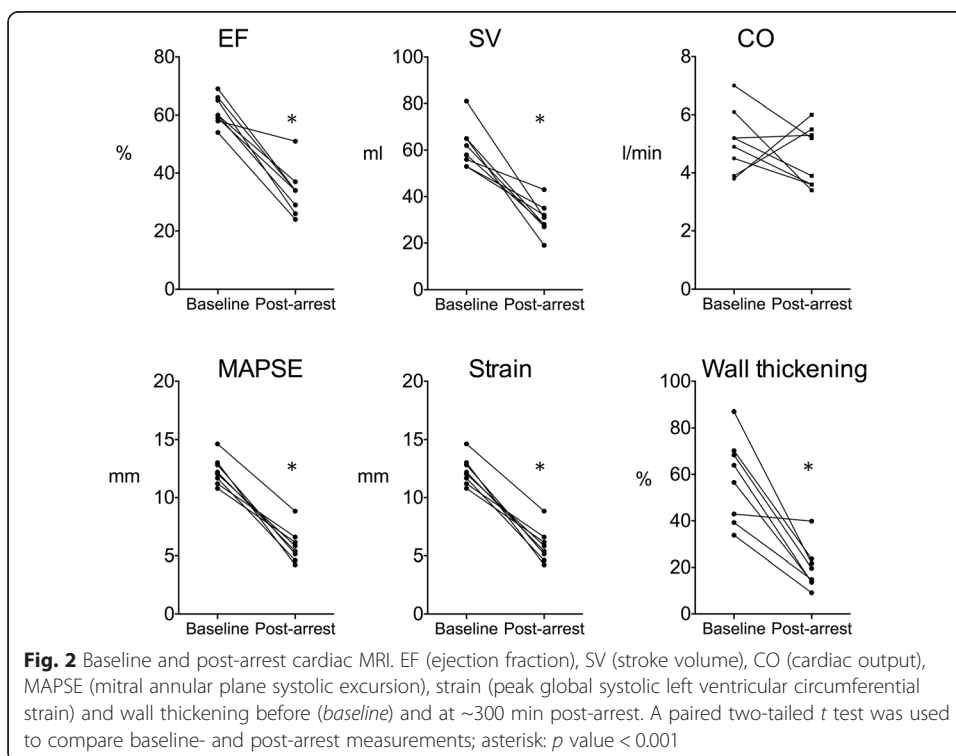 EF
SV
CO
80
60
40
20
0
%
*
Baseline Post-arrest
100
80
60
40
20
0
ml
*
Baseline Post-arrest
8
6
4
2
0
l/min
Baseline Post-arrest
MAPSE
Strain
Wall thickening
20
15
10
5
0
mm
*
Baseline Post-arrest
20
15
10
5
0
mm
*
Baseline Post-arrest
100
80
60
40
20
0
%
*
Baseline Post-arrest
Fig. 2 Baseline and post-arrest cardiac MRI. EF (ejection fraction), SV (stroke volume), CO (cardiac output),
MAPSE (mitral annular plane systolic excursion), strain (peak global systolic left ventricular circumferential
strain) and wall thickening before (baseline) and at ~300 min post-arrest. A paired two-tailed t test was used
to compare baseline- and post-arrest measurements; asterisk: p value < 0.001